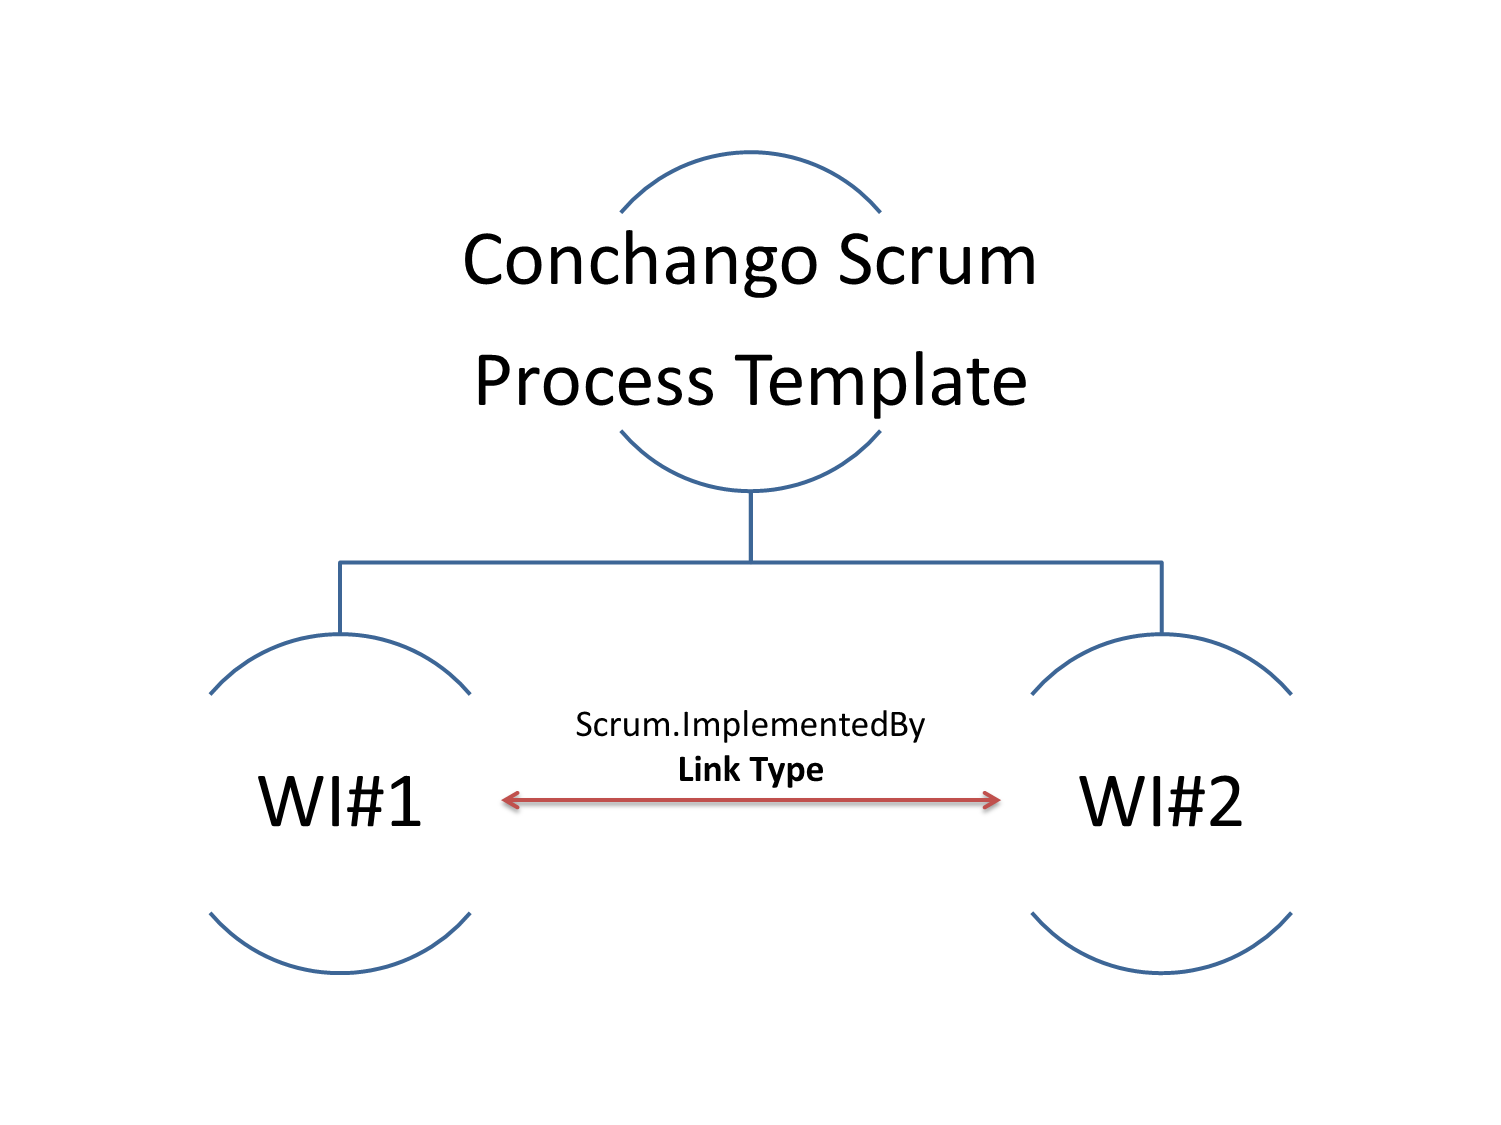 Conchango Scrum
Process Template
Scrum.ImplementedBy
Link Type
WI#1
WI#2